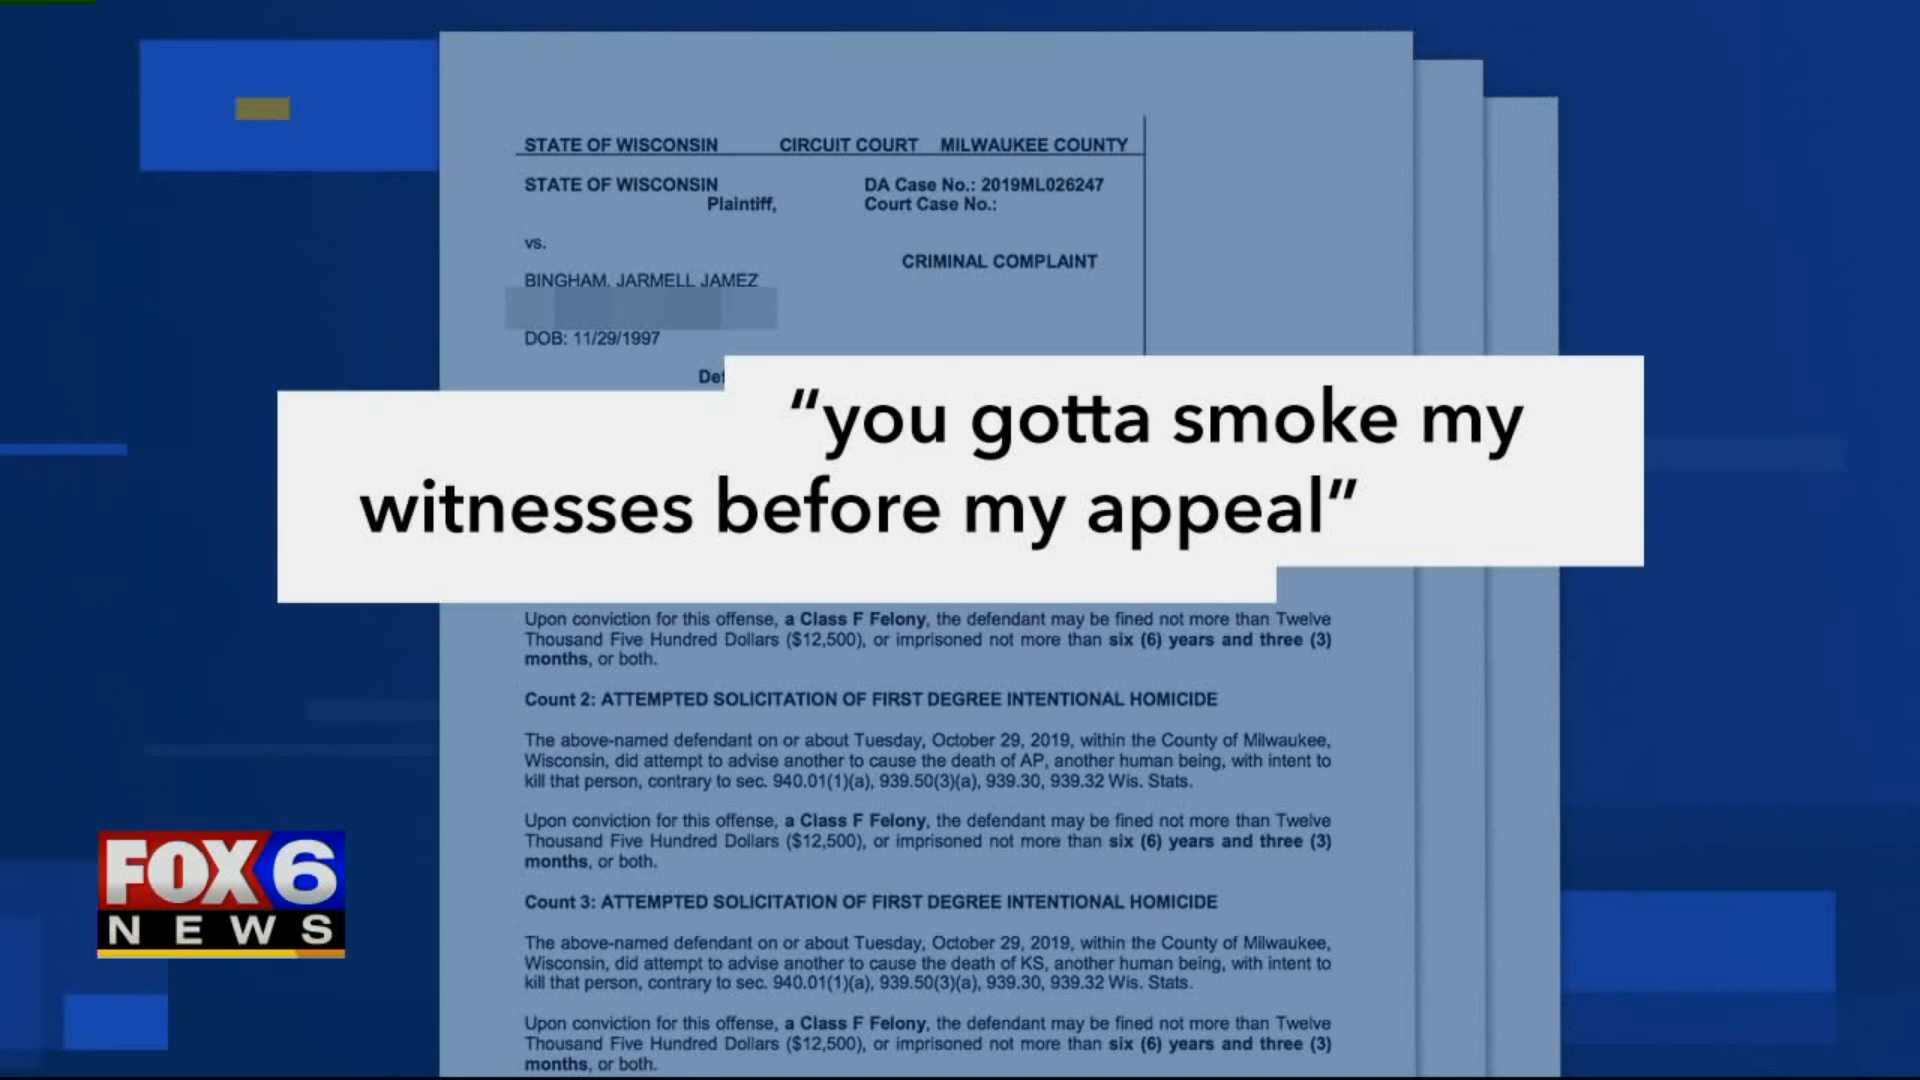 STATE OF WISCONSIN CIRCUIT COURT MILWAUKEE COUNTY
STATE OF WISCONSIN DA Case No.: 2019ML026247
Plaintiff, Court Case No.:
vs.
CRIMINAL COMPLAINT
BINGHAM, JARMELL JAMEZ
DOB: 11/29/1997
“you gotta smoke my
witnesses before my appeal”
Upon conviction for this offense, a Class F Felony, the defendant may be fined not more than Twelve
Thousand Five Hundred Dollars ($12,500), or imprisoned not more than six (6) years and three (3)
months, or both.
Count 2: ATTEMPTED SOLICITATION OF FIRST DEGREE INTENTIONAL HOMICIDE
The above-named defendant on or about Tuesday, October 29, 2019, within the County of Milwaukee,
Wisconsin, did attempt to advise another to cause the death of AP, another human being, with intent to
kill that person, contrary to sec. 940.01(1)(a), 939.50(3)(a), 939.30, 939.32 Wis. Stats.
Upon conviction for this offense, a Class F Felony, the defendant may be fined not more than Twelve
Thousand Five Hundred Dollars ($12,500), or imprisoned not more than six (6) years and three (3)
months, or both.
Count 3: ATTEMPTED SOLICITATION OF FIRST DEGREE INTENTIONAL HOMICIDE
The above-named defendant on or about Tuesday, October 29, 2019, within the County of Milwaukee,
Wisconsin, did attempt to advise another to cause the death of KS, another human being, with intent to
kill that person, contrary to sec. 940.01(1)(a), 939.50(3)(a), 939.30, 939.32 Wis. Stats.
Upon conviction for this offense, a Class F Felony, the defendant may be fined not more than Twelve
Thousand Five Hundred Dollars ($12,500), or imprisoned not more than six (6) years and three (3)
months, or both.
FOX 6
NEWS